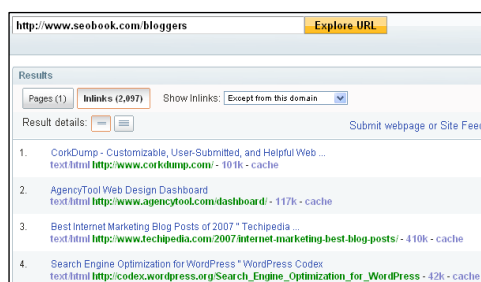 http://www.seobook.com/bloggers Explore URL
Results
Pages (1) Inlinks (2,097) Show Inlinks: Except from this domain
Result details: Submit webpage or Site Feed
1. CorkDump - Customizable, User-Submitted, and Helpful Web ...
text/html http://www.corkdump.com/ - 101k - cache
2. AgencyTool Web Design Dashboard
text/html http://www.agencytool.com/dashboard/ - 117k - cache
3. Best Internet Marketing Blog Posts of 2007 " Techipedia ...
text/html http://www.techipedia.com/2007/internet-marketing-best-blog-posts/ - 410k - cache
4. Search Engine Optimization for WordPress " WordPress Codex
text/html http://codex.wordpress.org/Search_Engine_Optimization_for_WordPress - 42k - cache